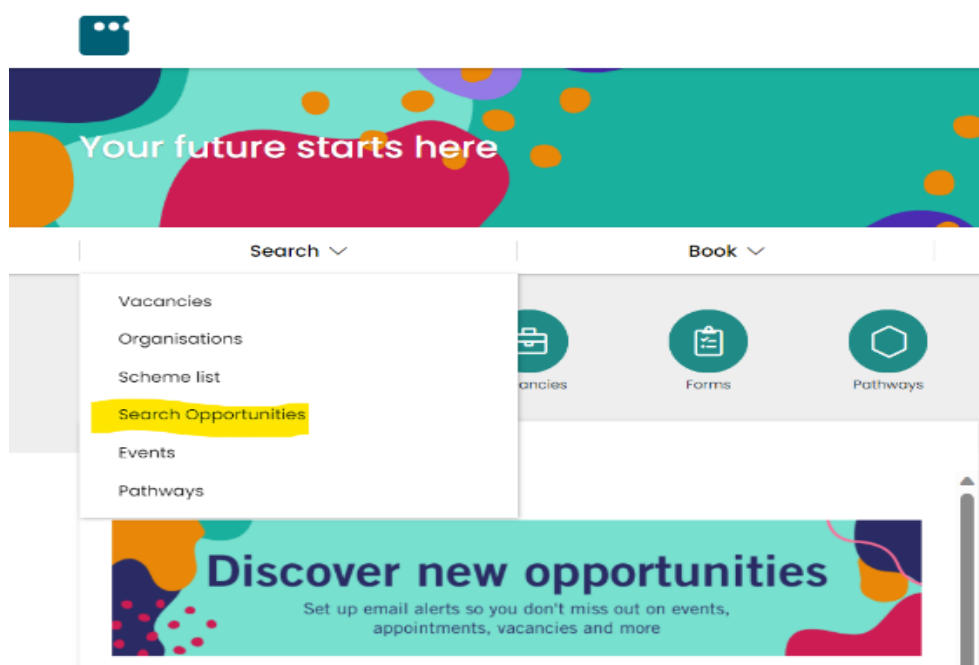 Your future starts here
Search
Book
Vacancies
Organisations
Scheme list
Search Opportunities
Events
Pathways
ancies
Forms
Pathways
Discover new opportunities
Set up email alerts so you don't miss out on events,
appointments, vacancies and more